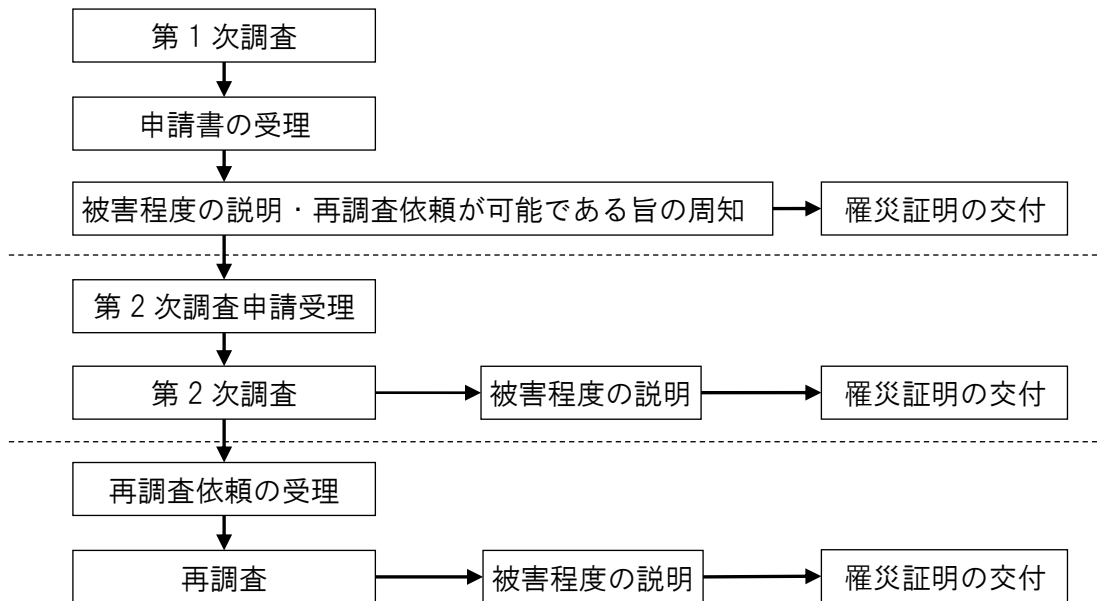 第1次調査
申請書の受理
被害程度の説明・再調査依頼が可能である旨の周知
罹災証明の交付
第2次調査申請受理
第2次調査
被害程度の説明
罹災証明の交付
再調査依頼の受理
再調査
被害程度の説明
罹災証明の交付